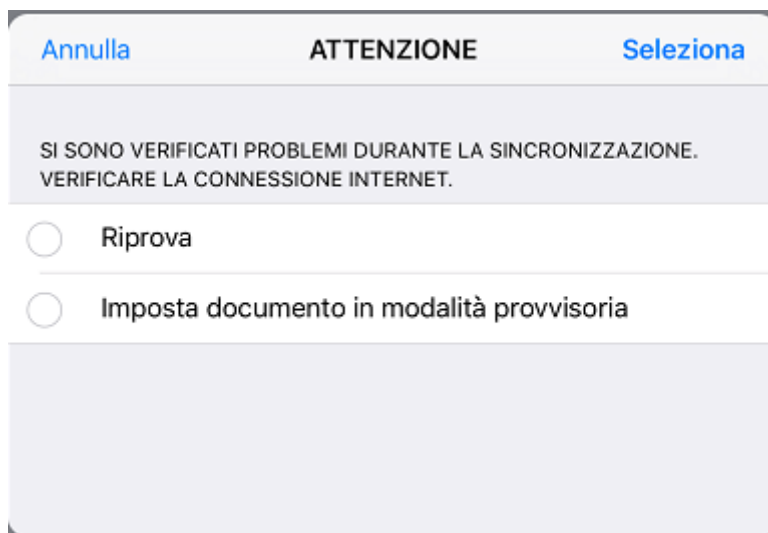 Annulla ATTENZIONE Seleziona
SI SONO VERIFICATI PROBLEMI DURANTE LA SINCRONIZZAZIONE.
VERIFICARE LA CONNESSIONE INTERNET.
Riprova
Imposta documento in modalità provvisoria